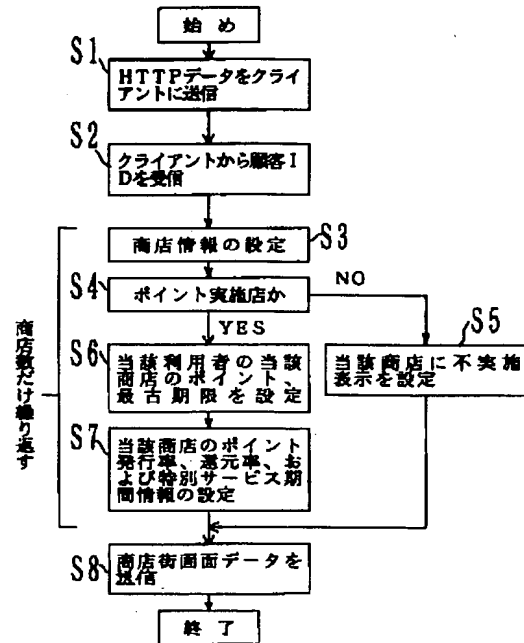 始め
S1
HTTPデータをクライ
アントに送信
S2
クライアントから顧客I
Dを受信
商店情報の設定
S3
S4
ポイント実施店か
NO
YES
S5
当該商店に不実施
表示を設定
S6
当該利用者の当該
商店のポイント、
最古期限を設定
S7
当該商店のポイント
発行率、還元率、お
よび特別サービス期
間情報の設定
商店数だけ繰り返す
S8
商店街画面データを
送信
終了